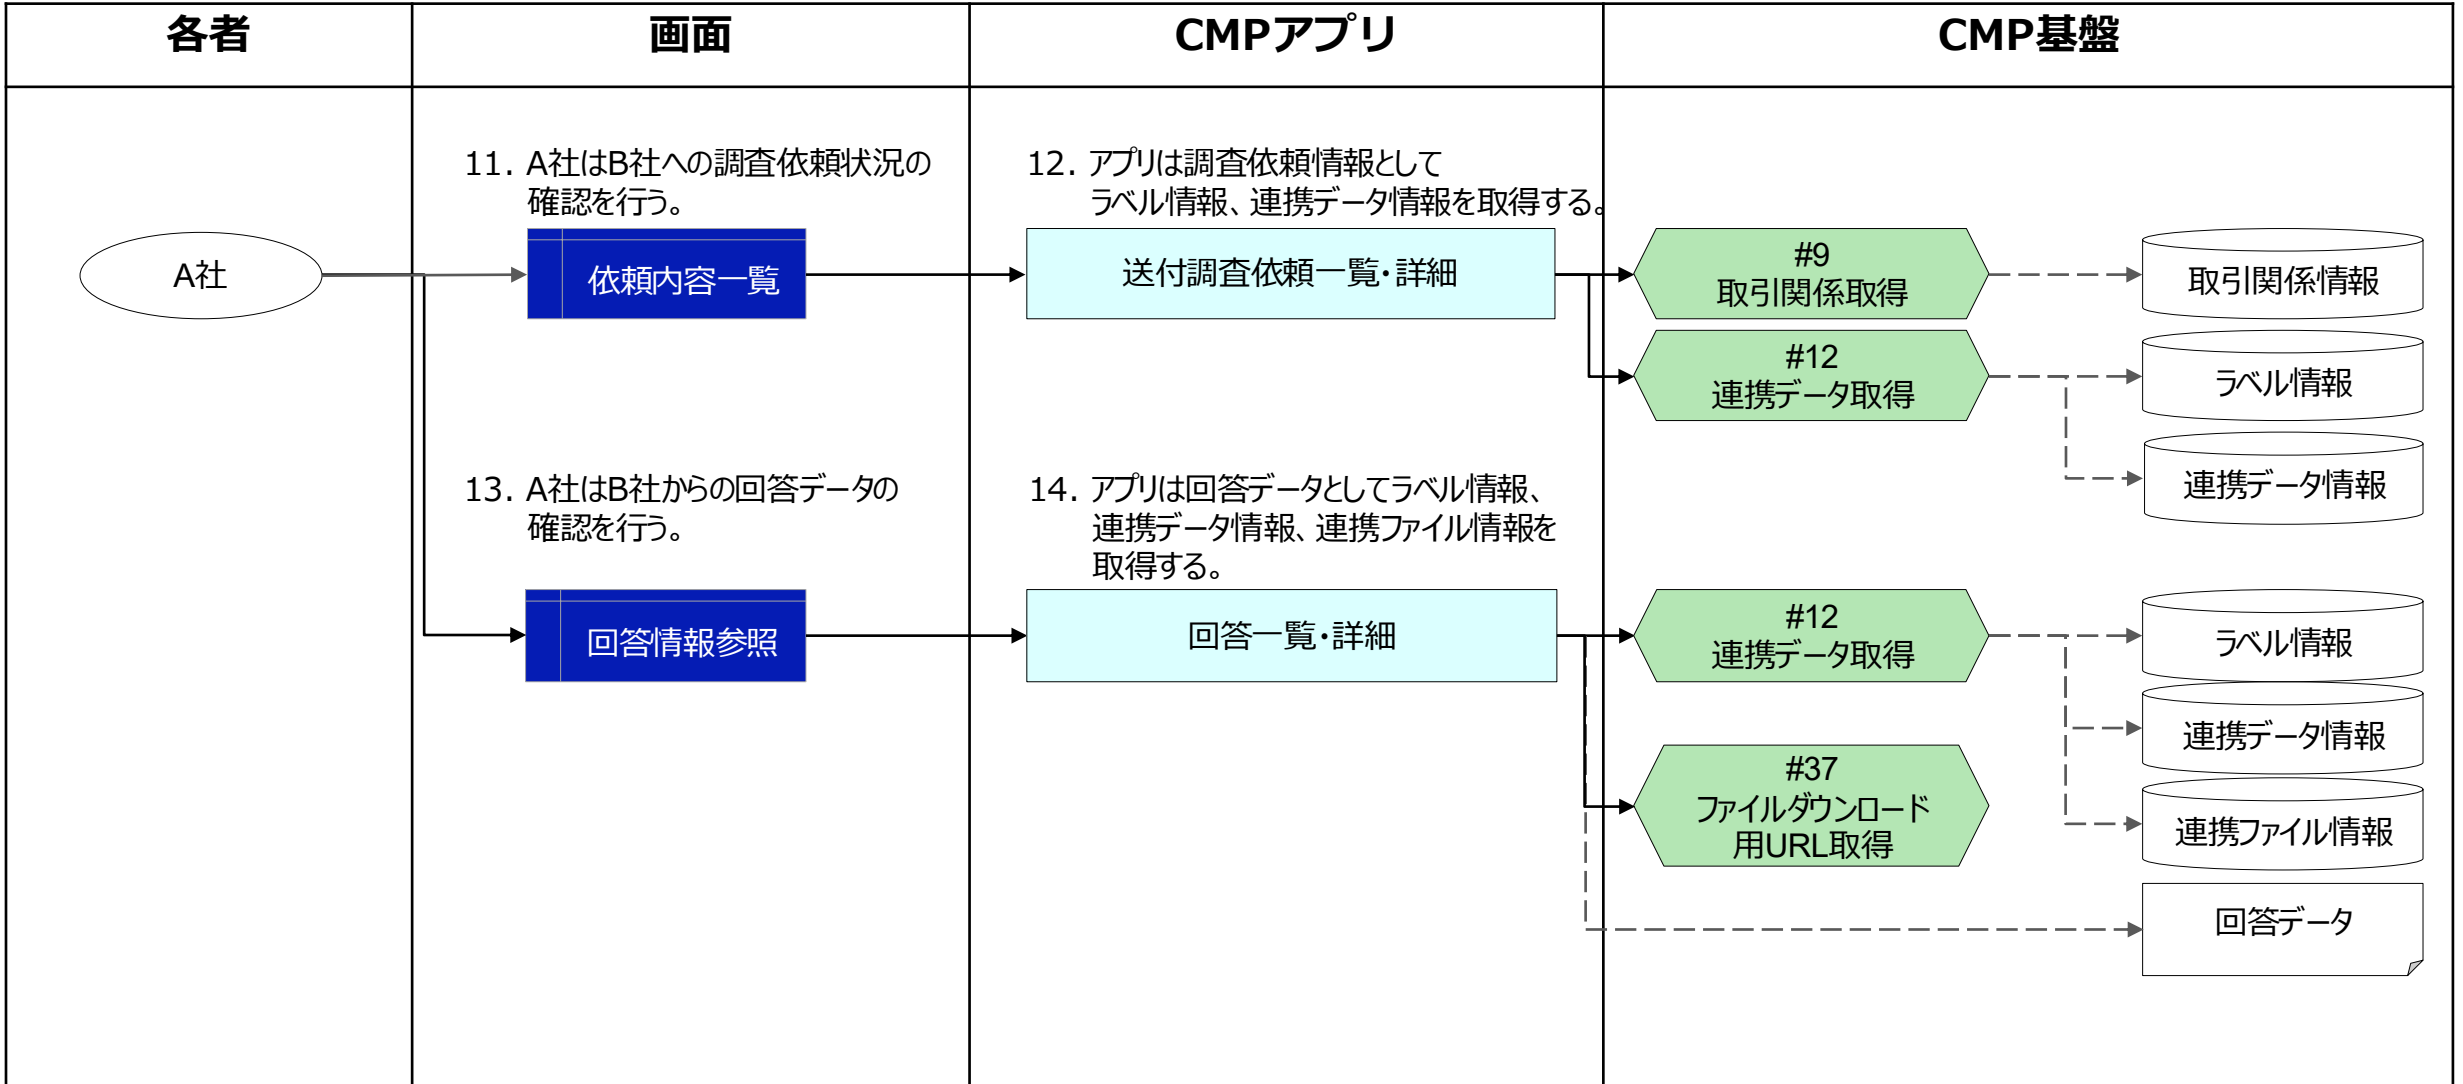 各者
画面
CMPアプリ
CMP基盤
11. A社はB社への調査依頼状況の
確認を行う。
12. アプリは調査依頼情報として
ラベル情報、連携データ情報を取得する。
A社
依頼内容一覧
送付調査依頼一覧・詳細
#9
取引関係取得
取引関係情報
#12
連携データ取得
ラベル情報
連携データ情報
13. A社はB社からの回答データの
確認を行う。
14. アプリは回答データとしてラベル情報、
連携データ情報、連携ファイル情報を
取得する。
回答情報参照
回答一覧・詳細
#12
連携データ取得
ラベル情報
連携データ情報
#37
ファイルダウンロード
用URL取得
連携ファイル情報
回答データ